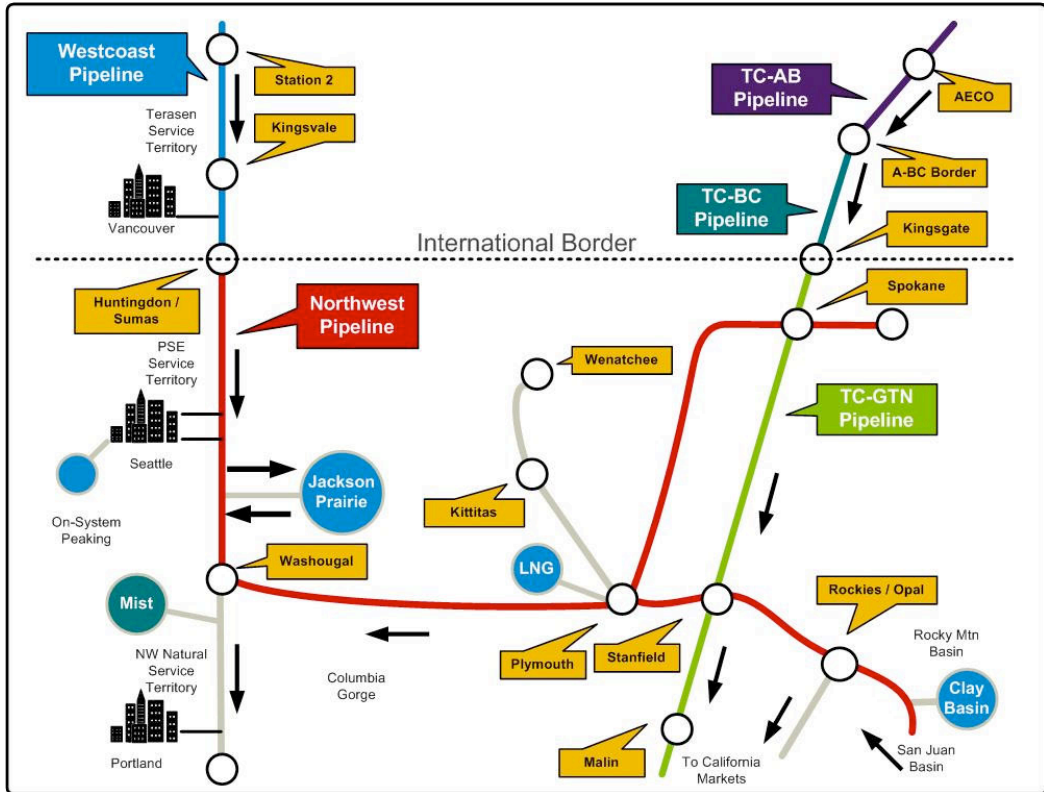 Westcoast
Pipeline
Station 2
TC-AB
Pipeline
AECO
Terasen
Service
Territory
Kingsvale
A-BC Border
TC-BC
Pipeline
Vancouver
Kingsgate
International Border
Huntingdon /
Sumas
Northwest
Pipeline
Spokane
PSE
Service
Territory
Wenatchee
TC-GTN
Pipeline
Seattle
Jackson
Prairie
Kittitas
On-System
Peaking
Washougal
LNG
Mist
Rockies / Opal
Rocky Mtn
Basin
NW Natural
Service
Territory
Plymouth
Stanfield
Columbia
Gorge
Clay
Basin
Portland
Malin
To California
Markets
San Juan
Basin